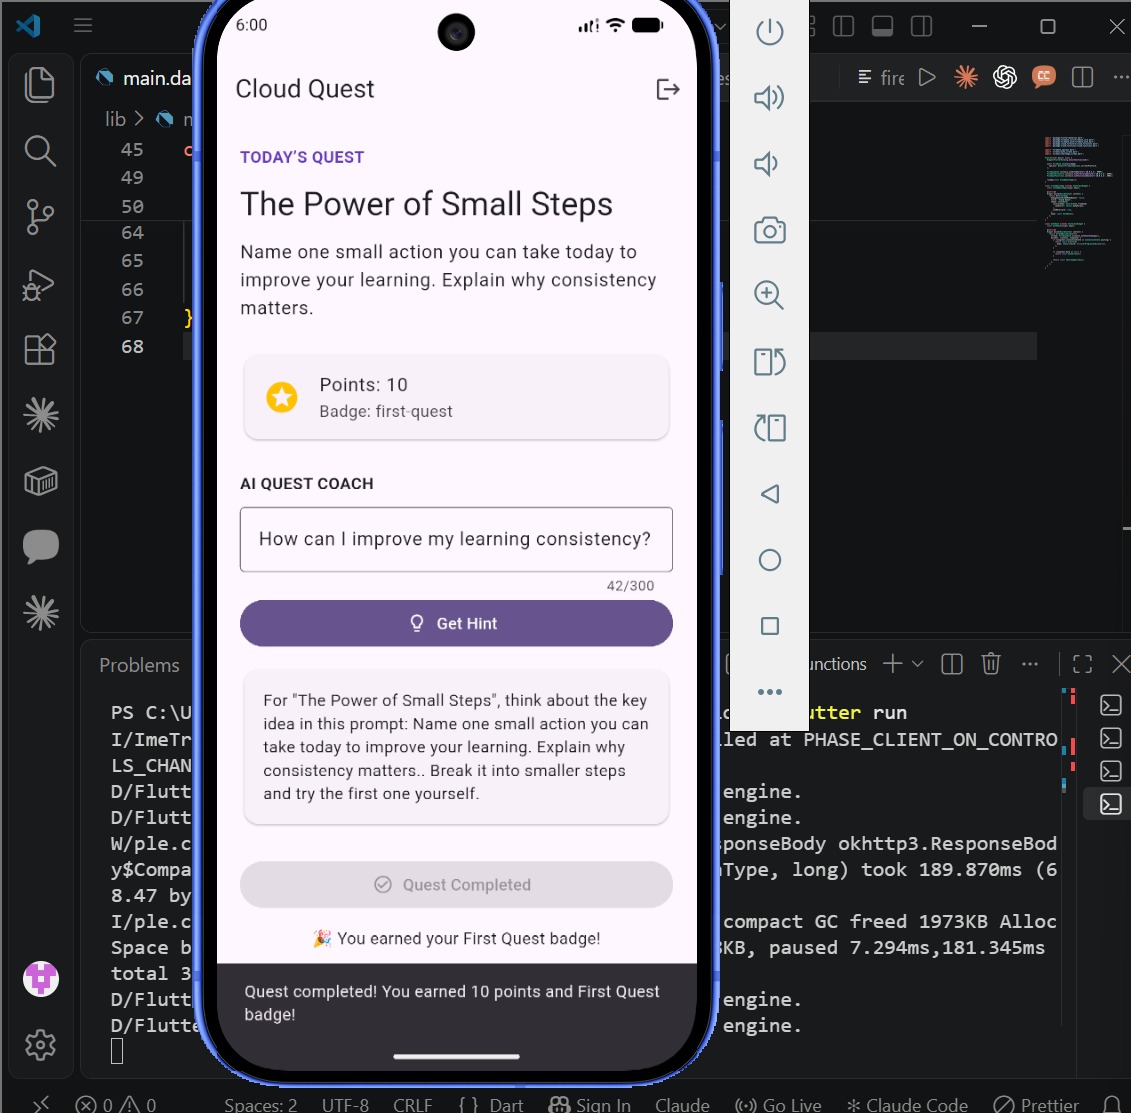 6:00
Cloud Quest
TODAY'S QUEST
The Power of Small Steps
Name one small action you can take today to
improve your learning. Explain why consistency
matters.
Points: 10
Badge: first-quest
AI QUEST COACH
How can I improve my learning consistency?
42/300
Get Hint
For "The Power of Small Steps", think about the key
idea in this prompt: Name one small action you can
take today to improve your learning. Explain why
consistency matters.. Break it into smaller steps
and try the first one yourself.
Quest Completed
🎉 You earned your First Quest badge!
Quest completed! You earned 10 points and First Quest
badge!
main.da
fire
CC
lib >
45 c
49
50
64
65
66
67 }
68
Problems
unctions
PS C:\U utter run
I/ImeTr led at PHASE_CLIENT_ON_CONTRO
LS_CHAN
D/Flutt engine.
D/Flutt engine.
W/ple.c sponseBody okhttp3.ResponseBod
y$Compa Type, long) took 189.870ms (6
8.47 by
I/ple.c compact GC freed 1973KB Alloc
Space b KB, paused 7.294ms,181.345ms
total 3
D/Flutt engine.
D/Flutte engine.
0 0 Spaces: 2 UTF-8 CRLF {} Dart Sign In Claude Go Live Claude Code Prettier